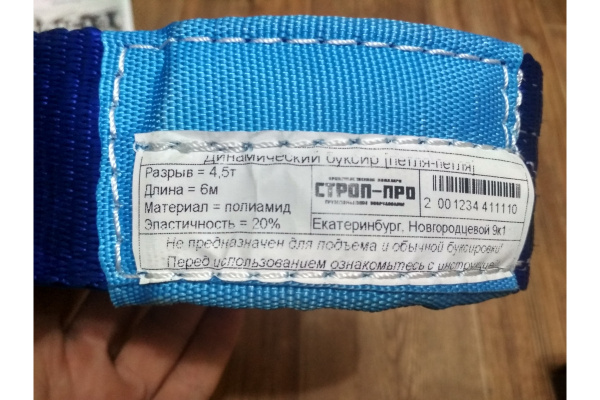 Динамический буксир [петля-петля]
Разрыв = 4,5т
Длина = 6м
Материал = полиамид
Эластичность = 20%
СТРОП-ПРО
2 001234 411110
Екатеринбург, Новгородцевой 9к1
Не предназначен для подъема и обычной буксировки!
Перед использованием ознакомьтесь с